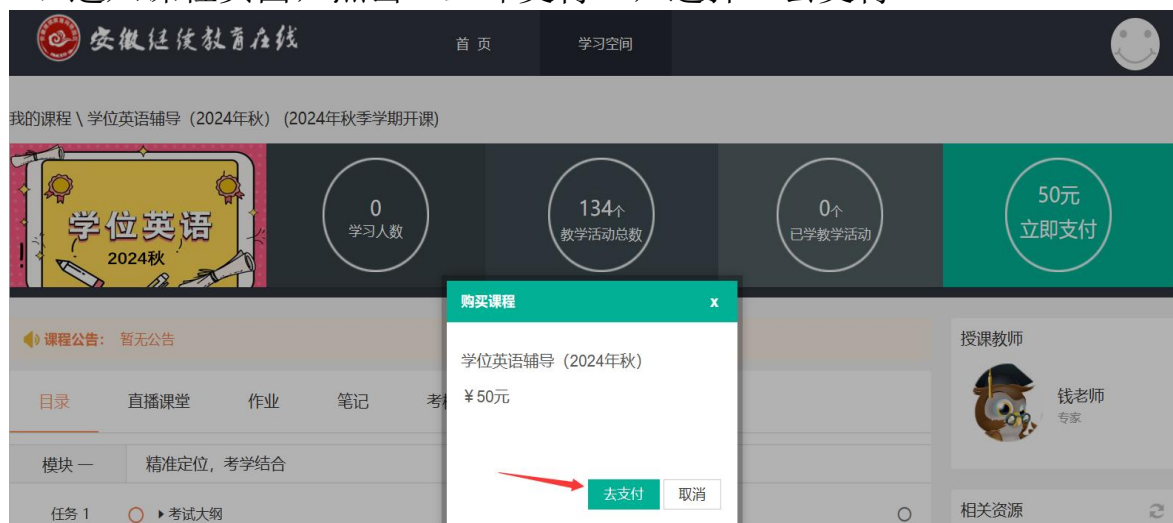 安徽继续教育在线
首 页
学习空间
我的课程 \ 学位英语辅导（2024年秋） (2024年秋季学期开课)
学位英语
2024秋
0
学习人数
134个
教学活动总数
0个
已学教学活动
50元
立即支付
购买课程
x
学位英语辅导（2024年秋）
¥50元
去支付
取消
课程公告： 暂无公告
目录
直播课堂
作业
笔记
模块一
精准定位，考学结合
任务 1
考试大纲
授课教师
钱老师
专家
相关资源